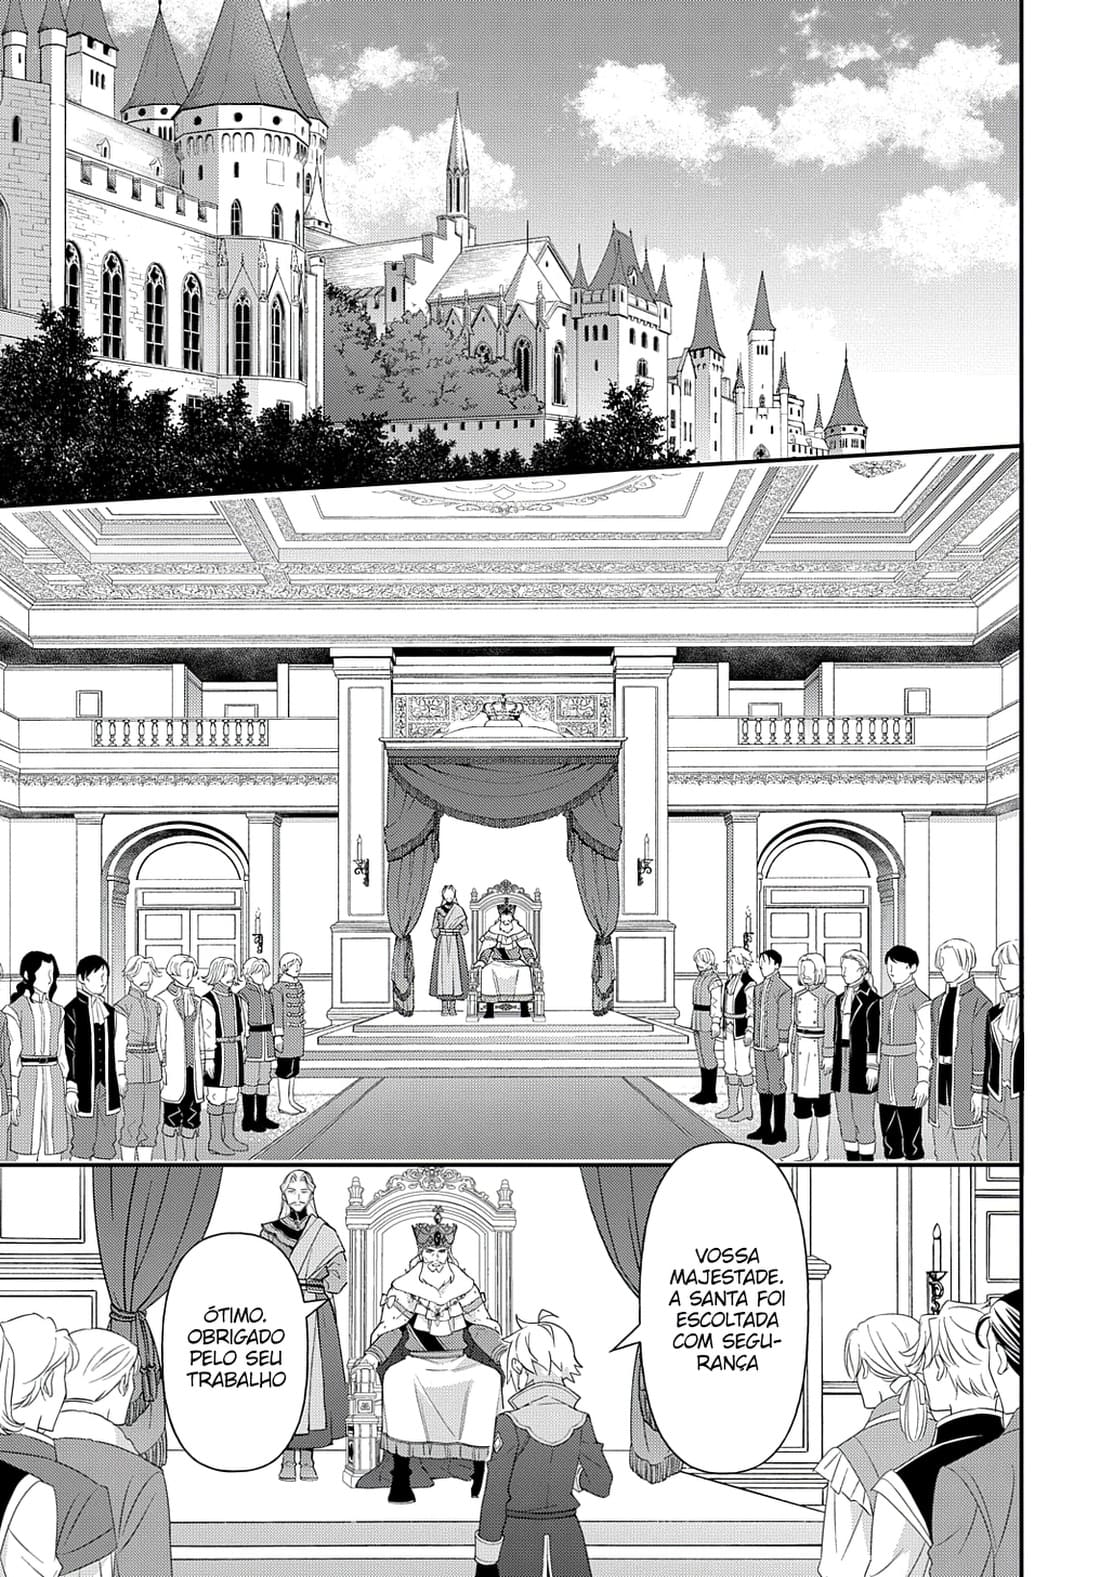 VOSSA
MAJESTADE.
A SANTA FOI
ESCOLTADA
COM SEGU-
RANÇA
ÓTIMO.
OBRIGADO
PELO SEU
TRABALHO